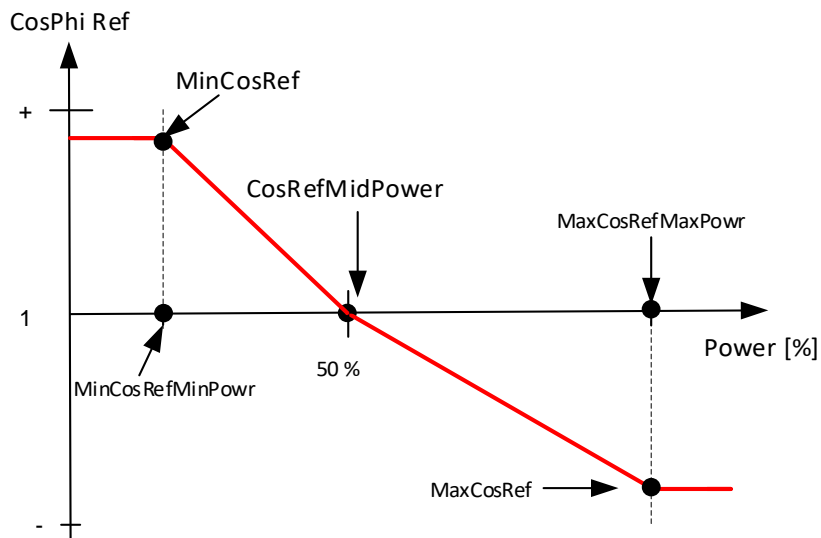 CosPhi Ref
MinCosRef
+
CosRefMidPower
MaxCosRefMaxPowr
1
Power [%]
50 %
MinCosRefMinPowr
MaxCosRef
-